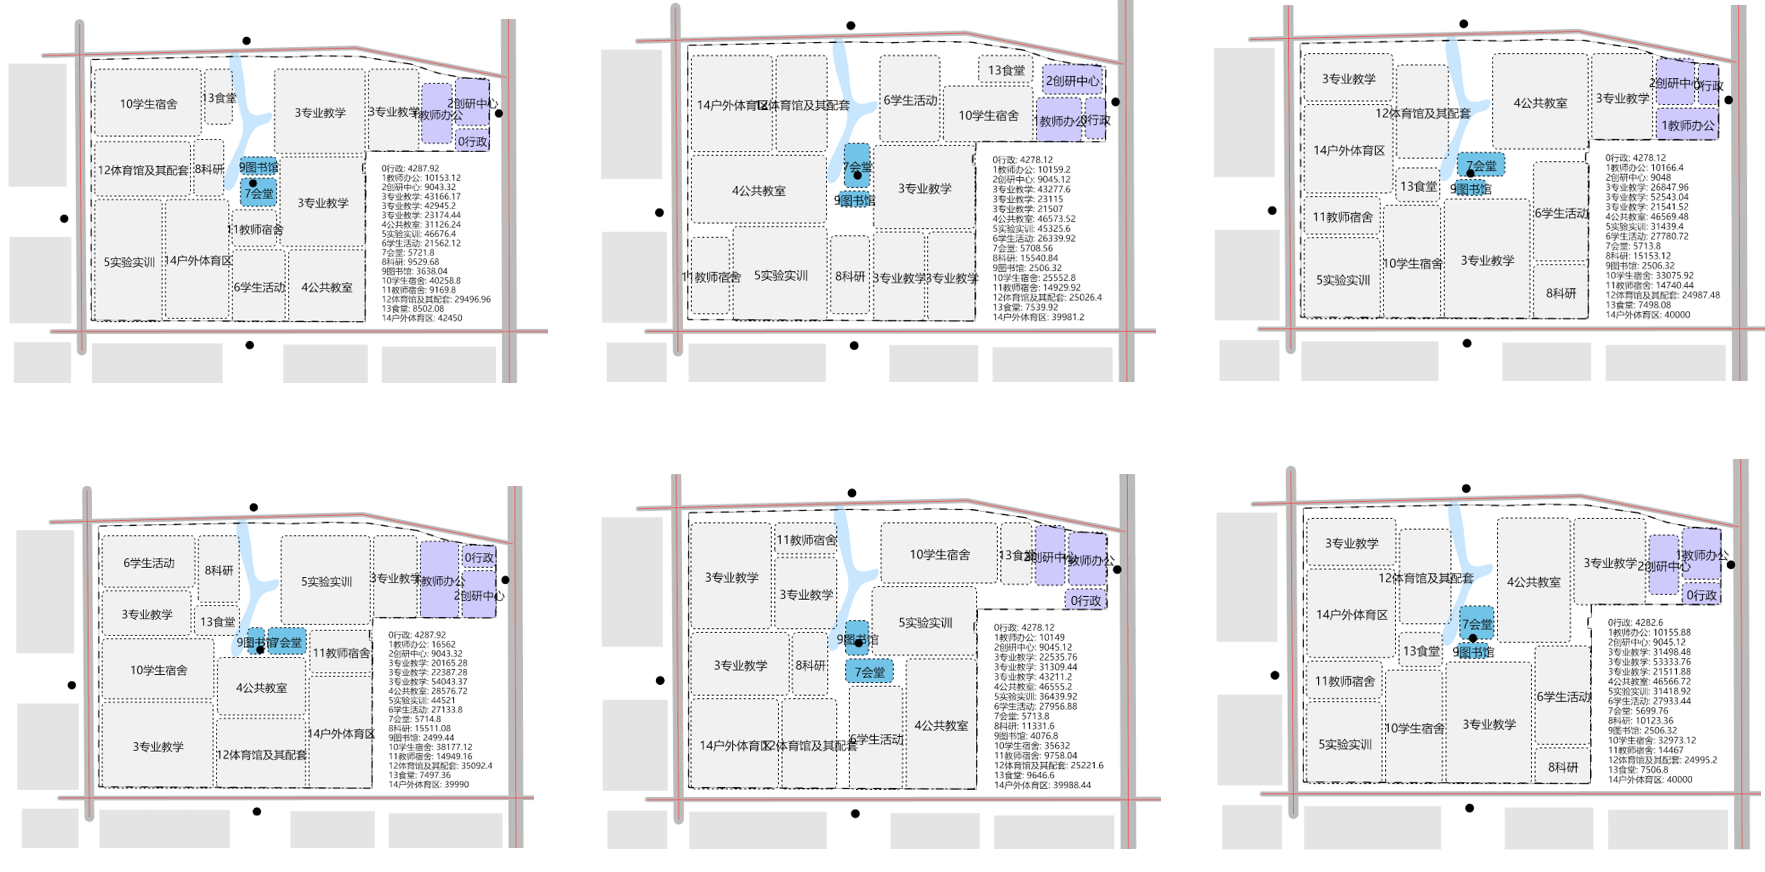 10学生宿舍
13食堂
3专业教学
3专业教学
1教师办公
2创研中心
0行政
12体育馆及其配套
8科研
9图书馆
7会堂
3专业教学
11教师宿舍
5实验实训
14户外体育区
6学生活动
4公共教室
0行政: 4287.92
1教师办公: 10153.12
2创研中心: 9043.32
3专业教学: 43166.17
3专业教学: 42945.2
3专业教学: 23174.44
4公共教室: 31126.24
5实验实训: 46676.4
6学生活动: 21562.12
7会堂: 5721.8
8科研: 9529.68
9图书馆: 3638.04
10学生宿舍: 40258.8
11教师宿舍: 9169.8
12体育馆及其配套: 29496.96
13食堂: 8502.08
14户外体育区: 42450
14户外体育区
12体育馆及其配套
6学生活动
13食堂
2创研中心
10学生宿舍
1教师办公
0行政
7会堂
4公共教室
9图书馆
3专业教学
11教师宿舍
5实验实训
8科研
3专业教学
3专业教学
0行政: 4278.12
1教师办公: 10159.2
2创研中心: 9045.12
3专业教学: 43277.6
3专业教学: 23115
3专业教学: 21507
4公共教室: 46573.52
5实验实训: 45325.6
6学生活动: 26339.92
7会堂: 5708.56
8科研: 15540.84
9图书馆: 2506.32
10学生宿舍: 25552.8
11教师宿舍: 14929.92
12体育馆及其配套: 25026.4
13食堂: 7539.92
14户外体育区: 39981.2
3专业教学
12体育馆及其配套
4公共教室
3专业教学
2创研中心
0行政
1教师办公
14户外体育区
7会堂
13食堂
9图书馆
11教师宿舍
6学生活动
5实验实训
10学生宿舍
3专业教学
8科研
0行政: 4278.12
1教师办公: 10166.4
2创研中心: 9048
3专业教学: 26847.96
3专业教学: 52543.04
3专业教学: 21541.52
4公共教室: 46569.48
5实验实训: 31439.4
6学生活动: 27780.72
7会堂: 5713.8
8科研: 15153.12
9图书馆: 2506.32
10学生宿舍: 33075.92
11教师宿舍: 14740.44
12体育馆及其配套: 24987.48
13食堂: 7498.08
14户外体育区: 40000
6学生活动
8科研
5实验实训
3专业教学
1教师办公
0行政
2创研中心
3专业教学
13食堂
9图书馆
7会堂
11教师宿舍
10学生宿舍
4公共教室
3专业教学
12体育馆及其配套
14户外体育区
0行政: 4287.92
1教师办公: 16562
2创研中心: 9043.32
3专业教学: 20165.28
3专业教学: 22387.28
3专业教学: 54043.37
4公共教室: 28576.72
5实验实训: 44521
6学生活动: 27133.8
7会堂: 5714.8
8科研: 15511.08
9图书馆: 2499.44
10学生宿舍: 38177.12
11教师宿舍: 14949.16
12体育馆及其配套: 35092.4
13食堂: 7497.36
14户外体育区: 39990
3专业教学
11教师宿舍
3专业教学
10学生宿舍
13食堂
2创研中心
1教师办公
0行政
5实验实训
9图书馆
3专业教学
8科研
7会堂
14户外体育区
12体育馆及其配套
6学生活动
4公共教室
0行政: 4278.12
1教师办公: 10149
2创研中心: 9045.12
3专业教学: 22535.76
3专业教学: 31309.44
3专业教学: 43211.2
4公共教室: 46555.2
5实验实训: 36439.92
6学生活动: 27956.88
7会堂: 5713.8
8科研: 11331.6
9图书馆: 4076.8
10学生宿舍: 35632
11教师宿舍: 9758.04
12体育馆及其配套: 25221.6
13食堂: 9646.6
14户外体育区: 39988.44
3专业教学
12体育馆及其配套
4公共教室
3专业教学
2创研中心
1教师办公
0行政
14户外体育区
7会堂
13食堂
9图书馆
11教师宿舍
6学生活动
5实验实训
10学生宿舍
3专业教学
8科研
0行政: 4282.6
1教师办公: 10155.88
2创研中心: 9045.12
3专业教学: 31498.48
3专业教学: 53333.76
3专业教学: 21511.88
4公共教室: 46566.72
5实验实训: 31418.92
6学生活动: 27933.44
7会堂: 5699.76
8科研: 10123.36
9图书馆: 2506.32
10学生宿舍: 32973.12
11教师宿舍: 14467
12体育馆及其配套: 24995.2
13食堂: 7506.8
14户外体育区: 40000